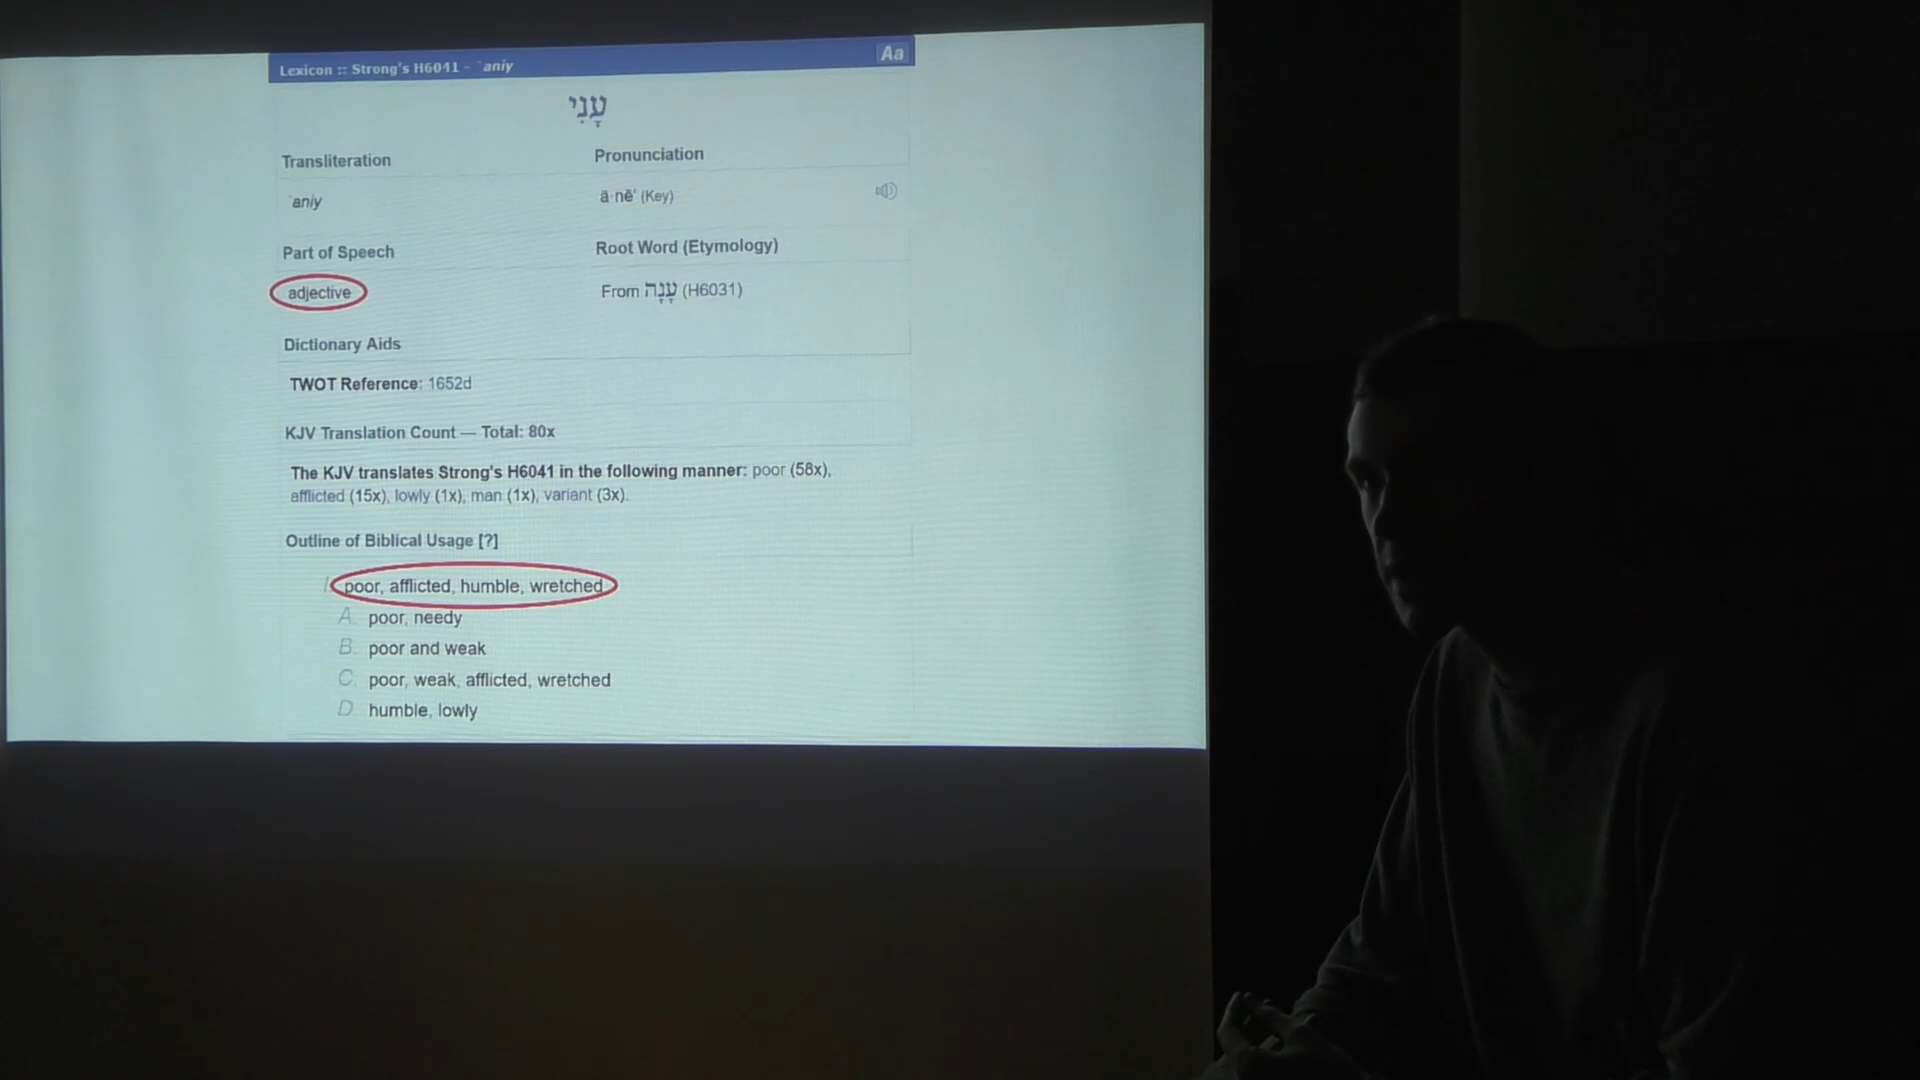 Lexicon :: Strong's H6041 - `aniy
Aa
עָנִי
Transliteration
Pronunciation
`aniy
ä·nē' (Key)
Part of Speech
Root Word (Etymology)
adjective
From עָנָה (H6031)
Dictionary Aids
TWOT Reference: 1652d
KJV Translation Count — Total: 80x
The KJV translates Strong's H6041 in the following manner: poor (58x),
afflicted (15x), lowly (1x), man (1x), variant (3x).
Outline of Biblical Usage [?]
poor, afflicted, humble, wretched
A. poor, needy
B. poor and weak
C. poor, weak, afflicted, wretched
D. humble, lowly